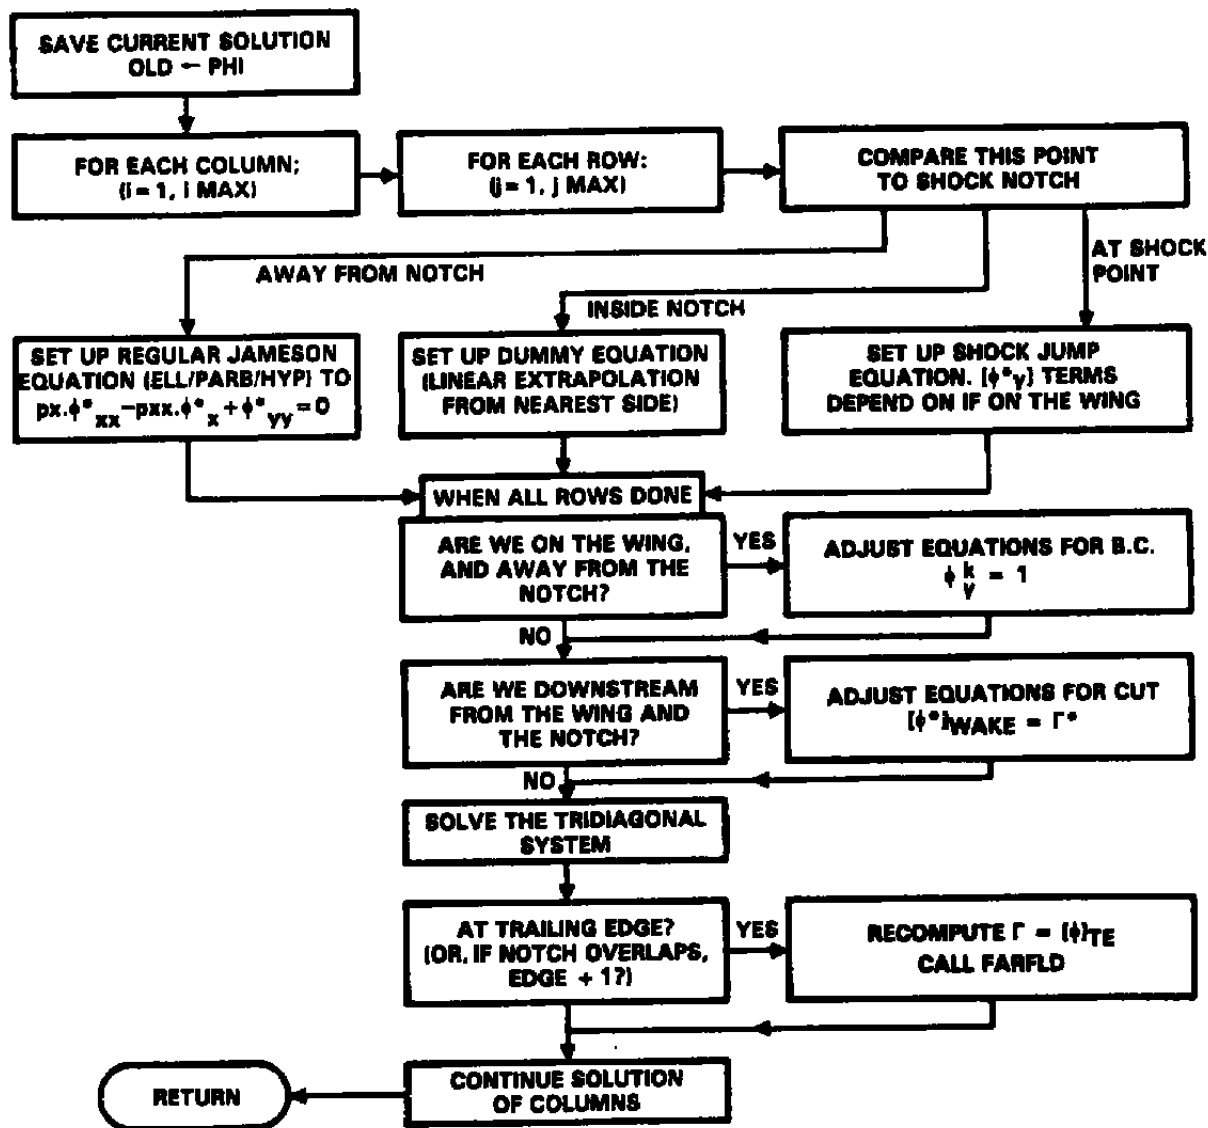 SAVE CURRENT SOLUTION
OLD ← PHI
FOR EACH COLUMN;
(i = 1, i MAX)
FOR EACH ROW:
(j = 1, j MAX)
COMPARE THIS POINT
TO SHOCK NOTCH
AWAY FROM NOTCH
INSIDE NOTCH
AT SHOCK
POINT
SET UP REGULAR JAMESON
EQUATION (ELL/PARB/HYP) TO
px.ϕ*xx−pxx.ϕ*x+ϕ*yy=0
SET UP DUMMY EQUATION
(LINEAR EXTRAPOLATION
FROM NEAREST SIDE)
SET UP SHOCK JUMP
EQUATION. [ϕ*y] TERMS
DEPEND ON IF ON THE WING
WHEN ALL ROWS DONE
ARE WE ON THE WING,
AND AWAY FROM THE
NOTCH?
YES
ADJUST EQUATIONS FOR B.C.
ϕ k y = 1
NO
ARE WE DOWNSTREAM
FROM THE WING AND
THE NOTCH?
YES
ADJUST EQUATIONS FOR CUT
[ϕ*]WAKE = Γ*
NO
SOLVE THE TRIDIAGONAL
SYSTEM
AT TRAILING EDGE?
(OR, IF NOTCH OVERLAPS,
EDGE + 1?)
YES
RECOMPUTE Γ = [ϕ]TE
CALL FARFLD
CONTINUE SOLUTION
OF COLUMNS
RETURN